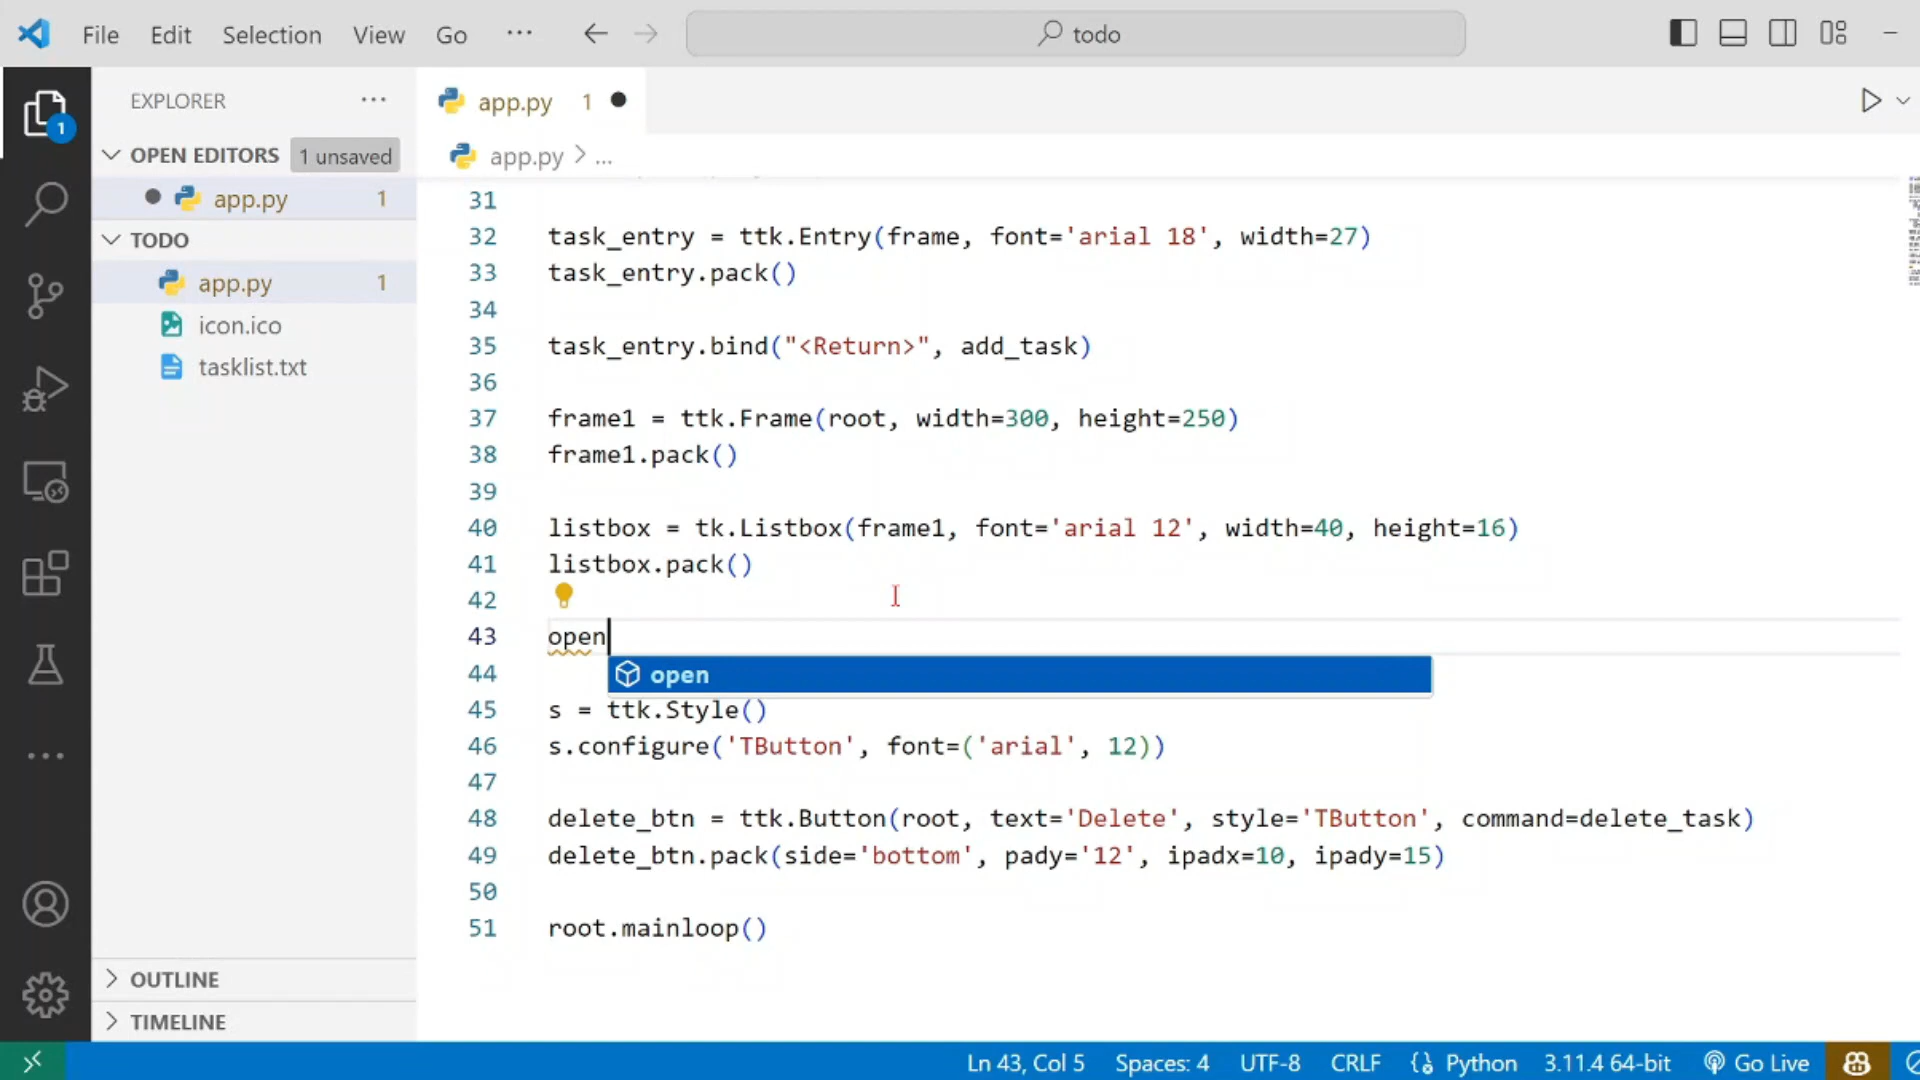 File Edit Selection View Go ··· todo
EXPLORER ···
app.py 1
OPEN EDITORS 1 unsaved
app.py > ...
app.py 1
TODO
app.py 1
icon.ico
tasklist.txt
1
31
32 task_entry = ttk.Entry(frame, font='arial 18', width=27)
33 task_entry.pack()
34
35 task_entry.bind("<Return>", add_task)
36
37 frame1 = ttk.Frame(root, width=300, height=250)
38 frame1.pack()
39
40 listbox = tk.Listbox(frame1, font='arial 12', width=40, height=16)
41 listbox.pack()
42
43 open
open
44
45 s = ttk.Style()
46 s.configure('TButton', font=('arial', 12))
47
48 delete_btn = ttk.Button(root, text='Delete', style='TButton', command=delete_task)
49 delete_btn.pack(side='bottom', pady='12', ipadx=10, ipady=15)
50
51 root.mainloop()
OUTLINE
TIMELINE
Ln 43, Col 5 Spaces: 4 UTF-8 CRLF Python 3.11.4 64-bit Go Live